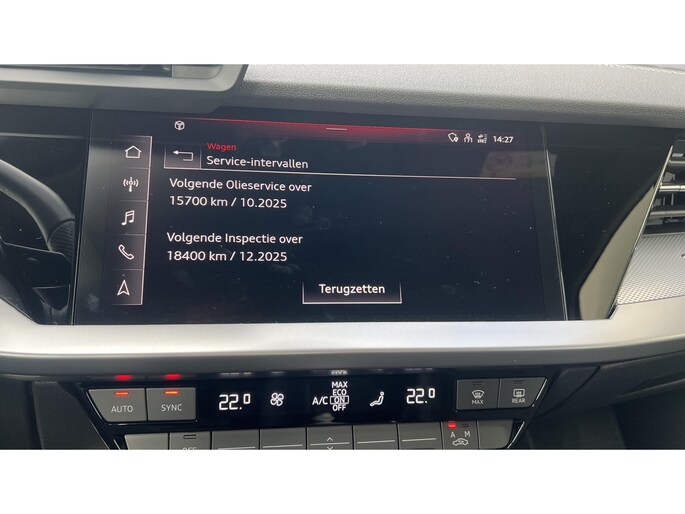 14:27
Wagen
Service-intervallen
Volgende Olieservice over
15700 km / 10.2025
Volgende Inspectie over
18400 km / 12.2025
Terugzetten
AUTO
SYNC
22.0
A/C
MAX
ECO
ON
OFF
22.0
MAX
REAR
OFF
A M